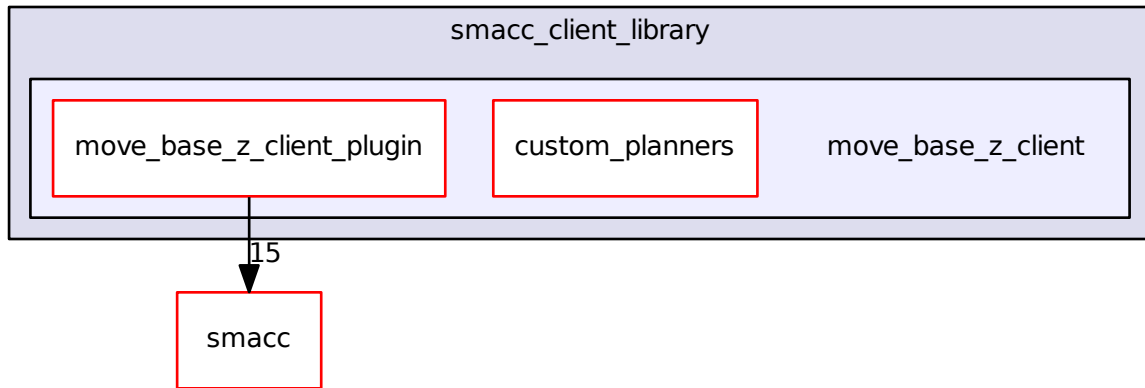 smacc_client_library
move_base_z_client_plugin
custom_planners
move_base_z_client
15
smacc